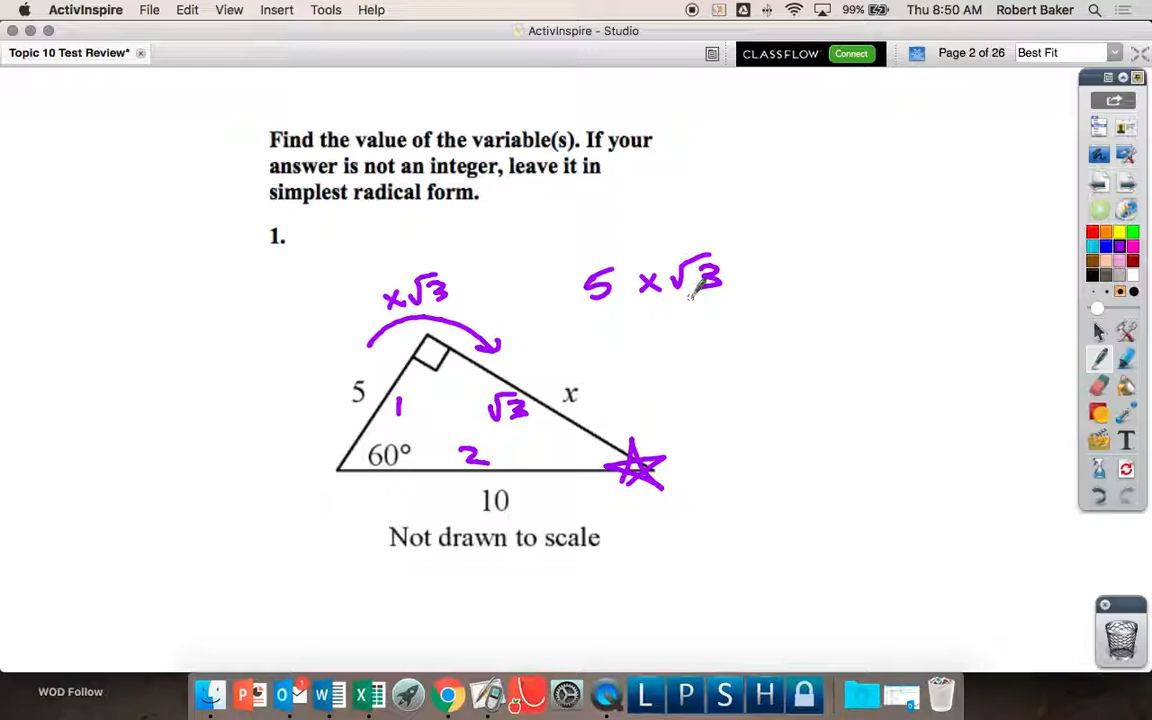 ActivInspire File Edit View Insert Tools Help 99% Thu 8:50 AM Robert Baker
ActivInspire - Studio
Topic 10 Test Review* CLASSFLOW Connect Page 2 of 26 Best Fit
Find the value of the variable(s). If your
answer is not an integer, leave it in
simplest radical form.
1.
x√3 5 x√3
5 1 √3 x
60° 2
10
Not drawn to scale
T
WOD Follow
P W X L P S H
1